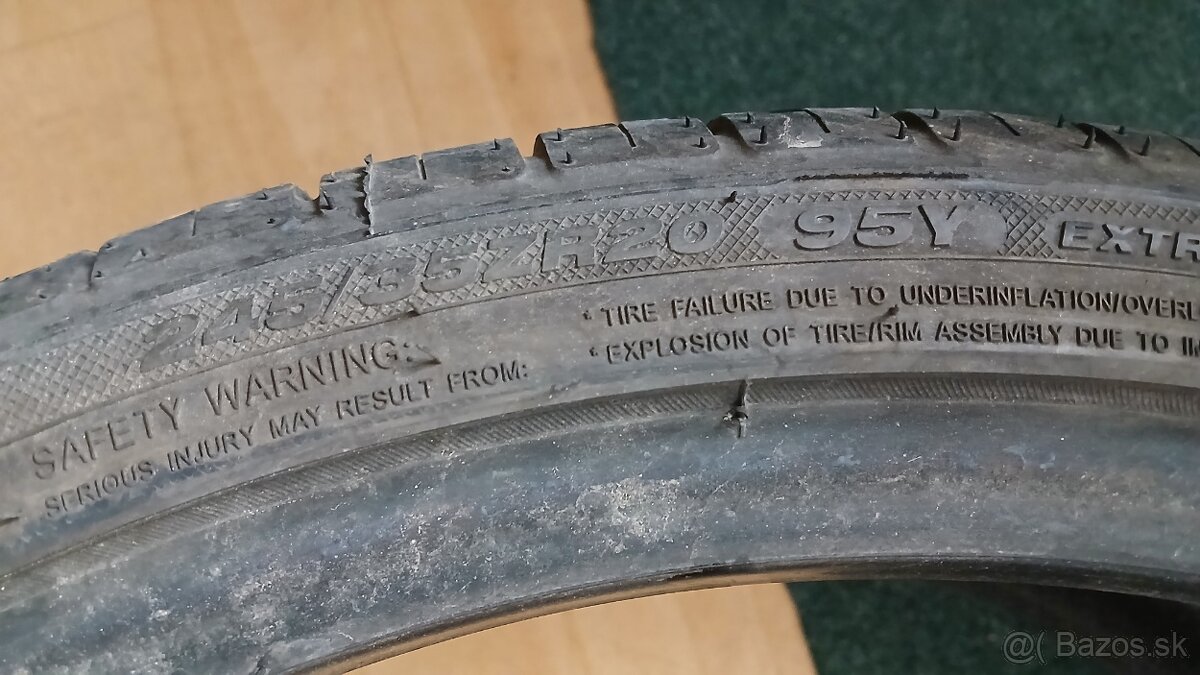 245/35ZR20 95Y EXTR
SAFETY WARNING:
SERIOUS INJURY MAY RESULT FROM:
* TIRE FAILURE DUE TO UNDERINFLATION/OVERL
* EXPLOSION OF TIRE/RIM ASSEMBLY DUE TO IM
@( Bazos.sk